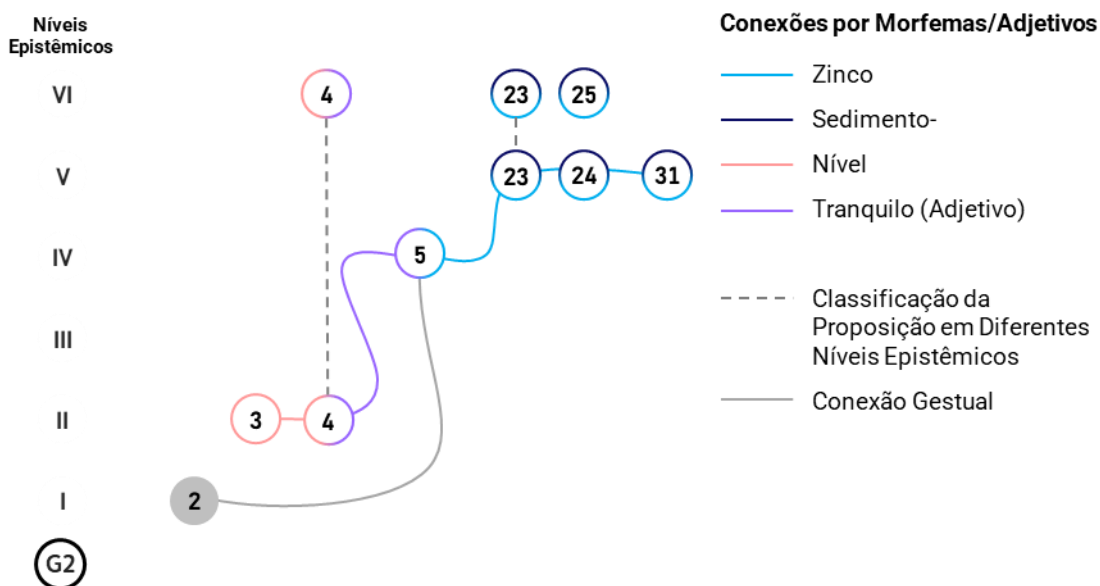 Níveis
Epistêmicos
Conexões por Morfemas/Adjetivos
Zinco
Sedimento-
Nível
Tranquilo (Adjetivo)
Classificação da
Proposição em Diferentes
Níveis Epistêmicos
Conexão Gestual
VI
4
23
25
V
23
24
31
IV
5
III
II
3
4
I
2
G2